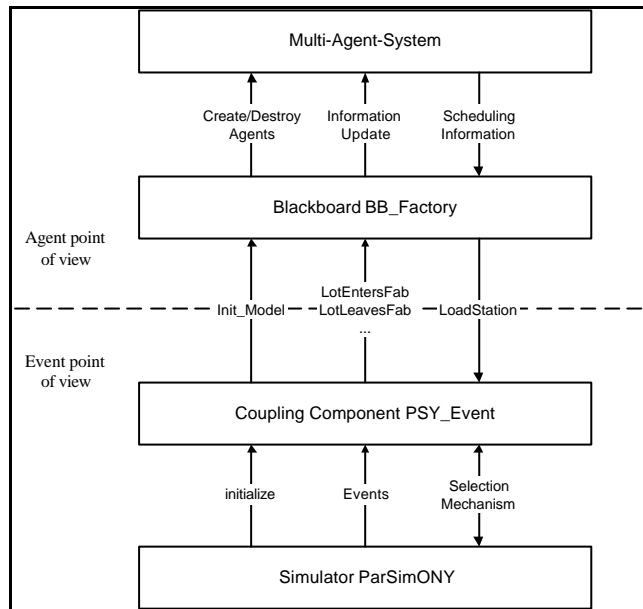 Multi-Agent-System
Create/Destroy
Agents
Information
Update
Scheduling
Information
Blackboard BB_Factory
Agent point
of view
Init_Model
LotEntersFab
LotLeavesFab
...
LoadStation
Event point
of view
Coupling Component PSY_Event
initialize
Events
Selection
Mechanism
Simulator ParSimONY